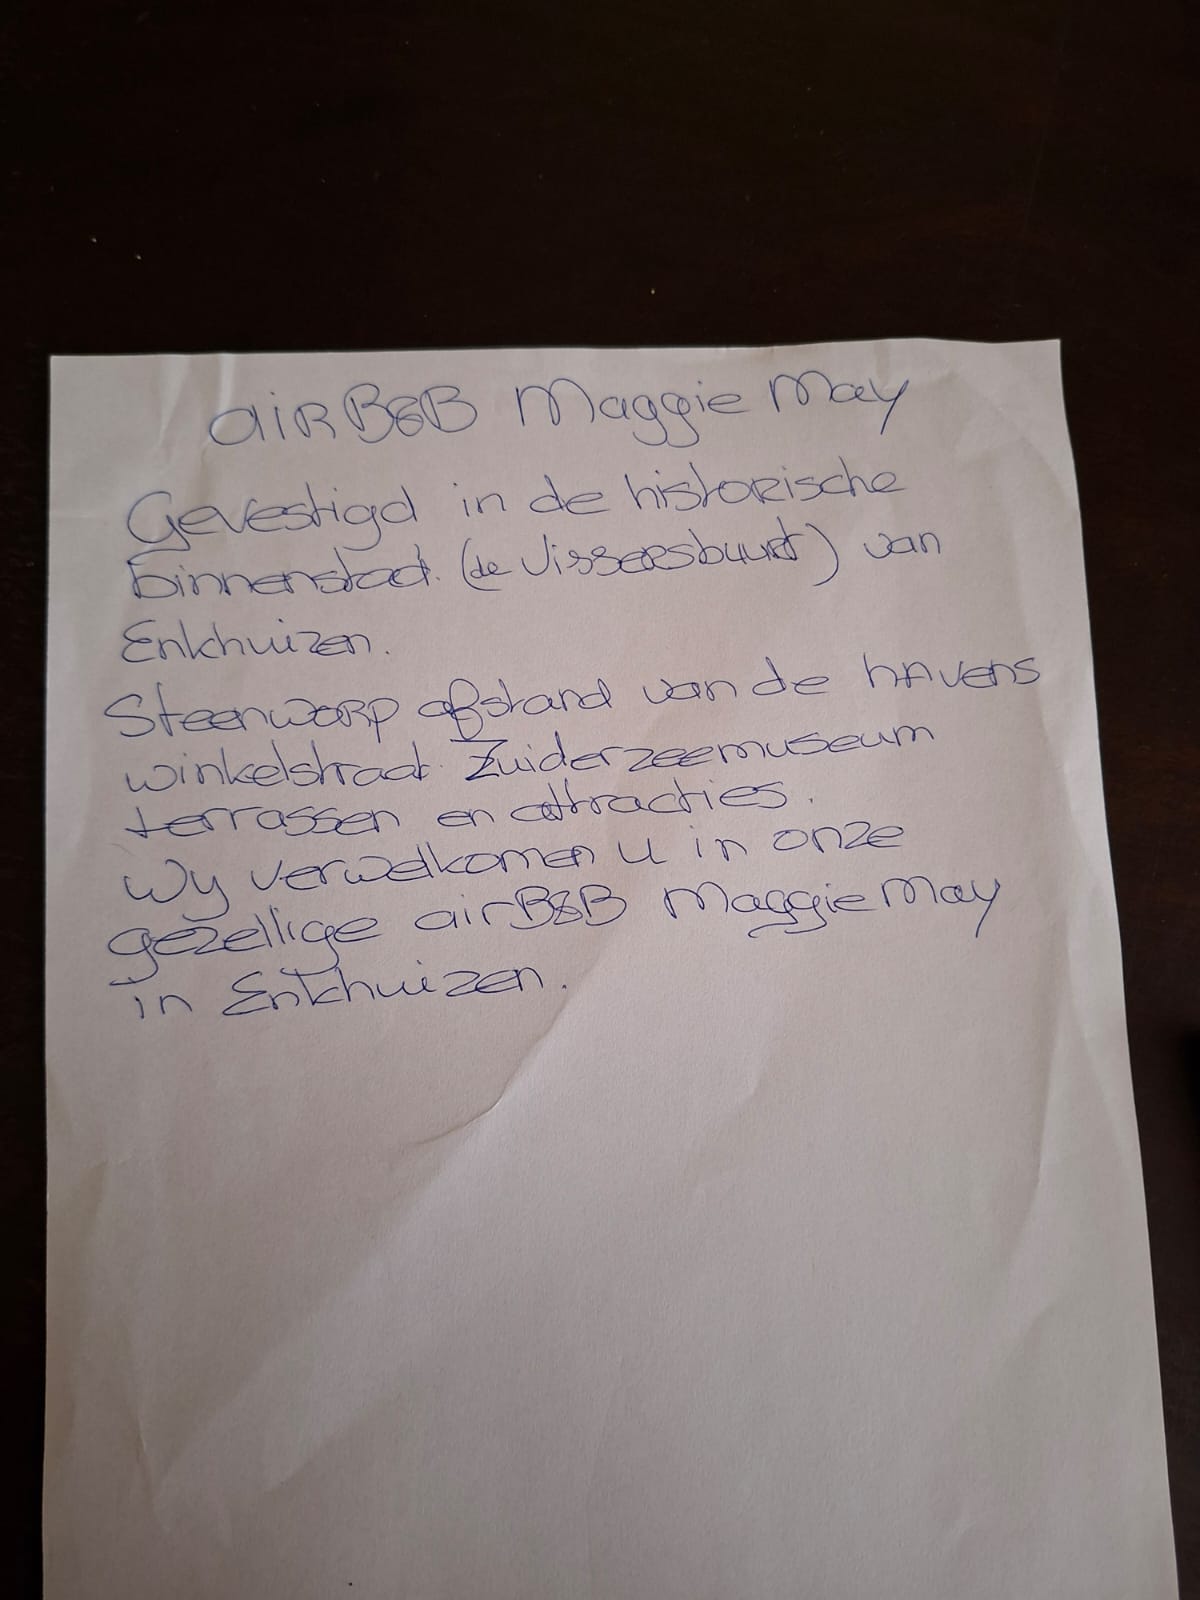 airB&B Maggie May
Gevestigd in de historische
binnenstad. (de Vissersbuurt) van
Enkhuizen.
Steenworp afstand van de havens
winkelstraat Zuiderzeemuseum
terrassen en attracties.
Wij verwelkomen u in onze
gezellige airB&B Maggie May
in Enkhuizen.